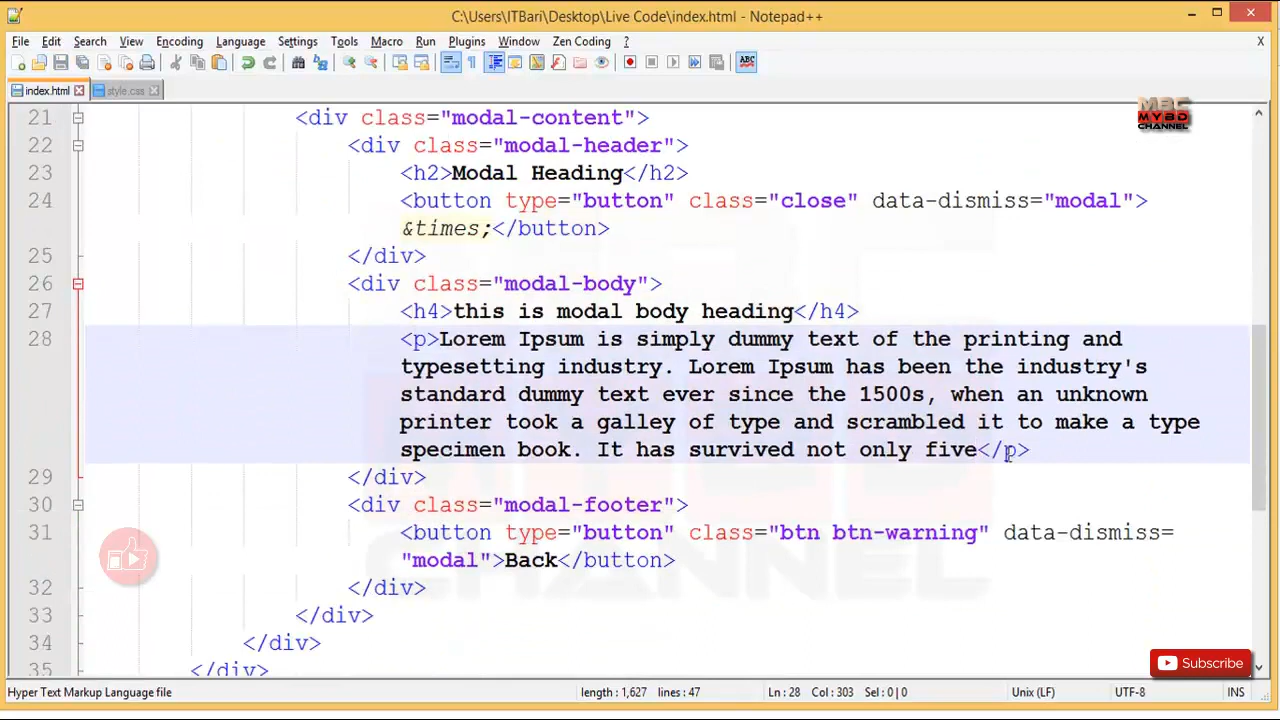 C:\Users\ITBari\Desktop\Live Code\index.html - Notepad++
File Edit Search View Encoding Language Settings Tools Macro Run Plugins Window Zen Coding ? X
ABC
index.html style.css
MBC
MYBD
CHANNEL
21 <div class="modal-content">
22 <div class="modal-header">
23 <h2>Modal Heading</h2>
24 <button type="button" class="close" data-dismiss="modal">
&times;</button>
25 </div>
26 <div class="modal-body">
27 <h4>this is modal body heading</h4>
28 <p>Lorem Ipsum is simply dummy text of the printing and
typesetting industry. Lorem Ipsum has been the industry's
standard dummy text ever since the 1500s, when an unknown
printer took a galley of type and scrambled it to make a type
specimen book. It has survived not only five</p>
29 </div>
30 <div class="modal-footer">
31 <button type="button" class="btn btn-warning" data-dismiss=
"modal">Back</button>
32 </div>
33 </div>
34 </div>
35 </div>
CHANNEL
Subscribe
Hyper Text Markup Language file length : 1,627 lines : 47 Ln : 28 Col : 303 Sel : 0 | 0 Unix (LF) UTF-8 INS